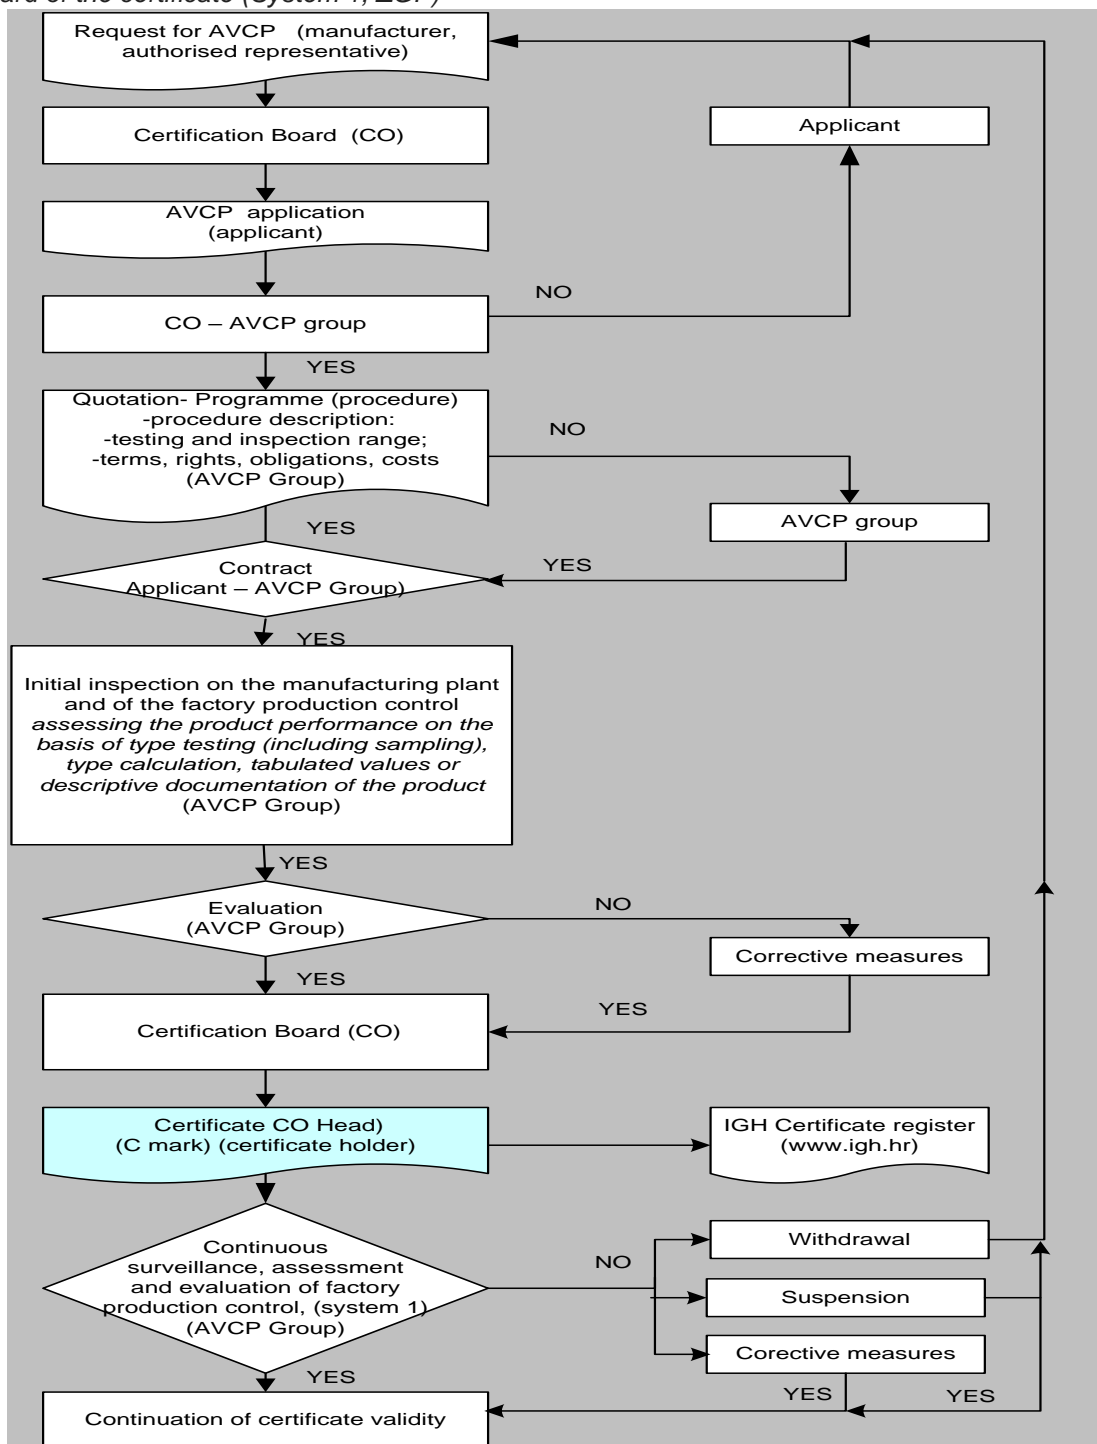 Request for AVCP (manufacturer,
authorised representative)
Applicant
Certification Board (CO)
AVCP application
(applicant)
NO
CO – AVCP group
YES
Quotation- Programme (procedure)
-procedure description:
-testing and inspection range;
-terms, rights, obligations, costs
(AVCP Group)
NO
AVCP group
YES
Contract
Applicant – AVCP Group)
YES
YES
Initial inspection on the manufacturing plant
and of the factory production control
assessing the product performance on the
basis of type testing (including sampling),
type calculation, tabulated values or
descriptive documentation of the product
(AVCP Group)
YES
Evaluation
(AVCP Group)
NO
Corrective measures
YES
YES
Certification Board (CO)
Certificate CO Head)
(C mark) (certificate holder)
IGH Certificate register
(www.igh.hr)
Continuous
surveillance, assessment
and evaluation of factory
production control, (system 1)
(AVCP Group)
NO
Withdrawal
Suspension
Corective measures
YES
YES
YES
Continuation of certificate validity